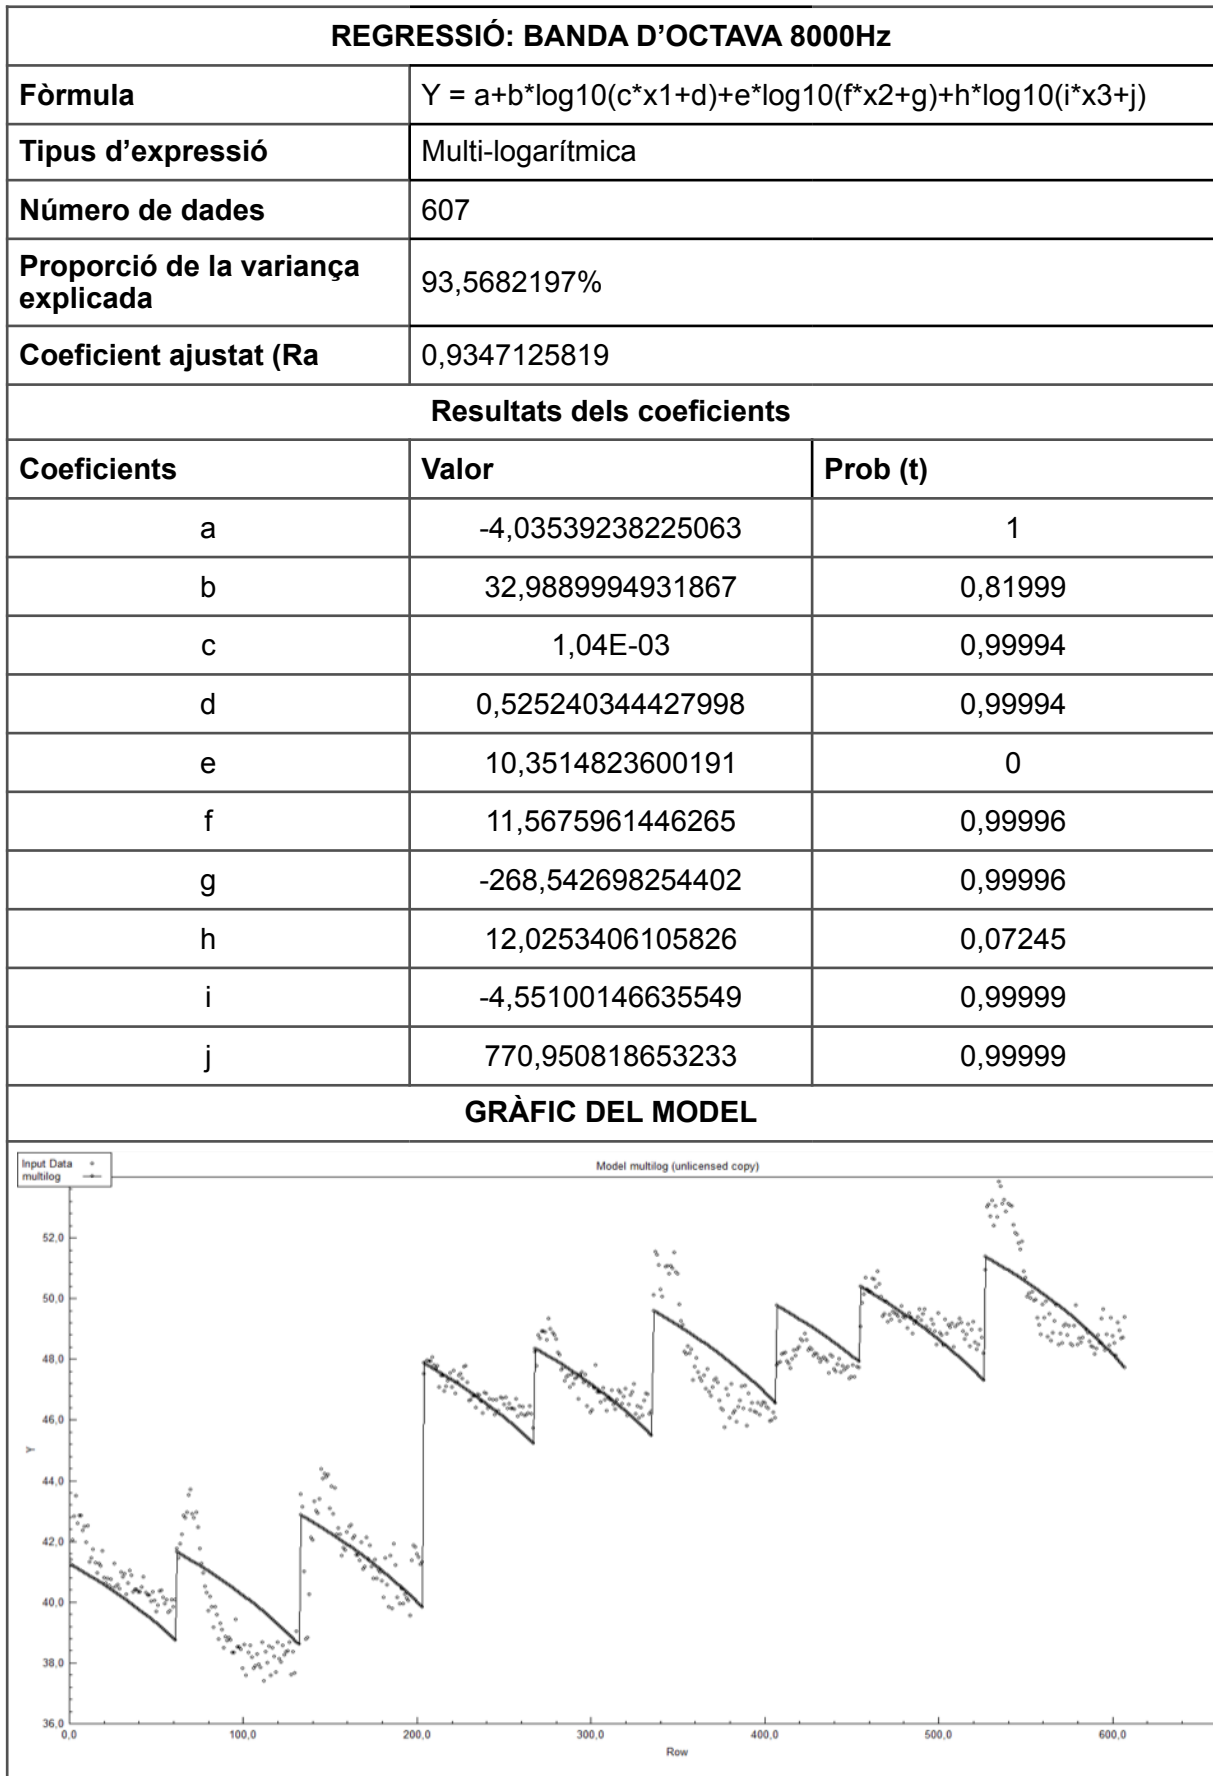 REGRESSIÓ: BANDA D’OCTAVA 8000Hz
Fòrmula Y = a+b*log10(c*x1+d)+e*log10(f*x2+g)+h*log10(i*x3+j)
Tipus d’expressió Multi-logarítmica
Número de dades 607
Proporció de la variança
explicada 93,5682197%
Coeficient ajustat (Ra 0,9347125819
Resultats dels coeficients
Coeficients Valor Prob (t)
a -4,03539238225063 1
b 32,9889994931867 0,81999
c 1,04E-03 0,99994
d 0,525240344427998 0,99994
e 10,3514823600191 0
f 11,5675961446265 0,99996
g -268,542698254402 0,99996
h 12,0253406105826 0,07245
i -4,55100146635549 0,99999
j 770,950818653233 0,99999
GRÀFIC DEL MODEL
Input Data
multilog
Model multilog (unlicensed copy)
52,0
50,0
48,0
46,0
Y
44,0
42,0
40,0
38,0
36,0
0,0 100,0 200,0 300,0 400,0 500,0 600,0
Row